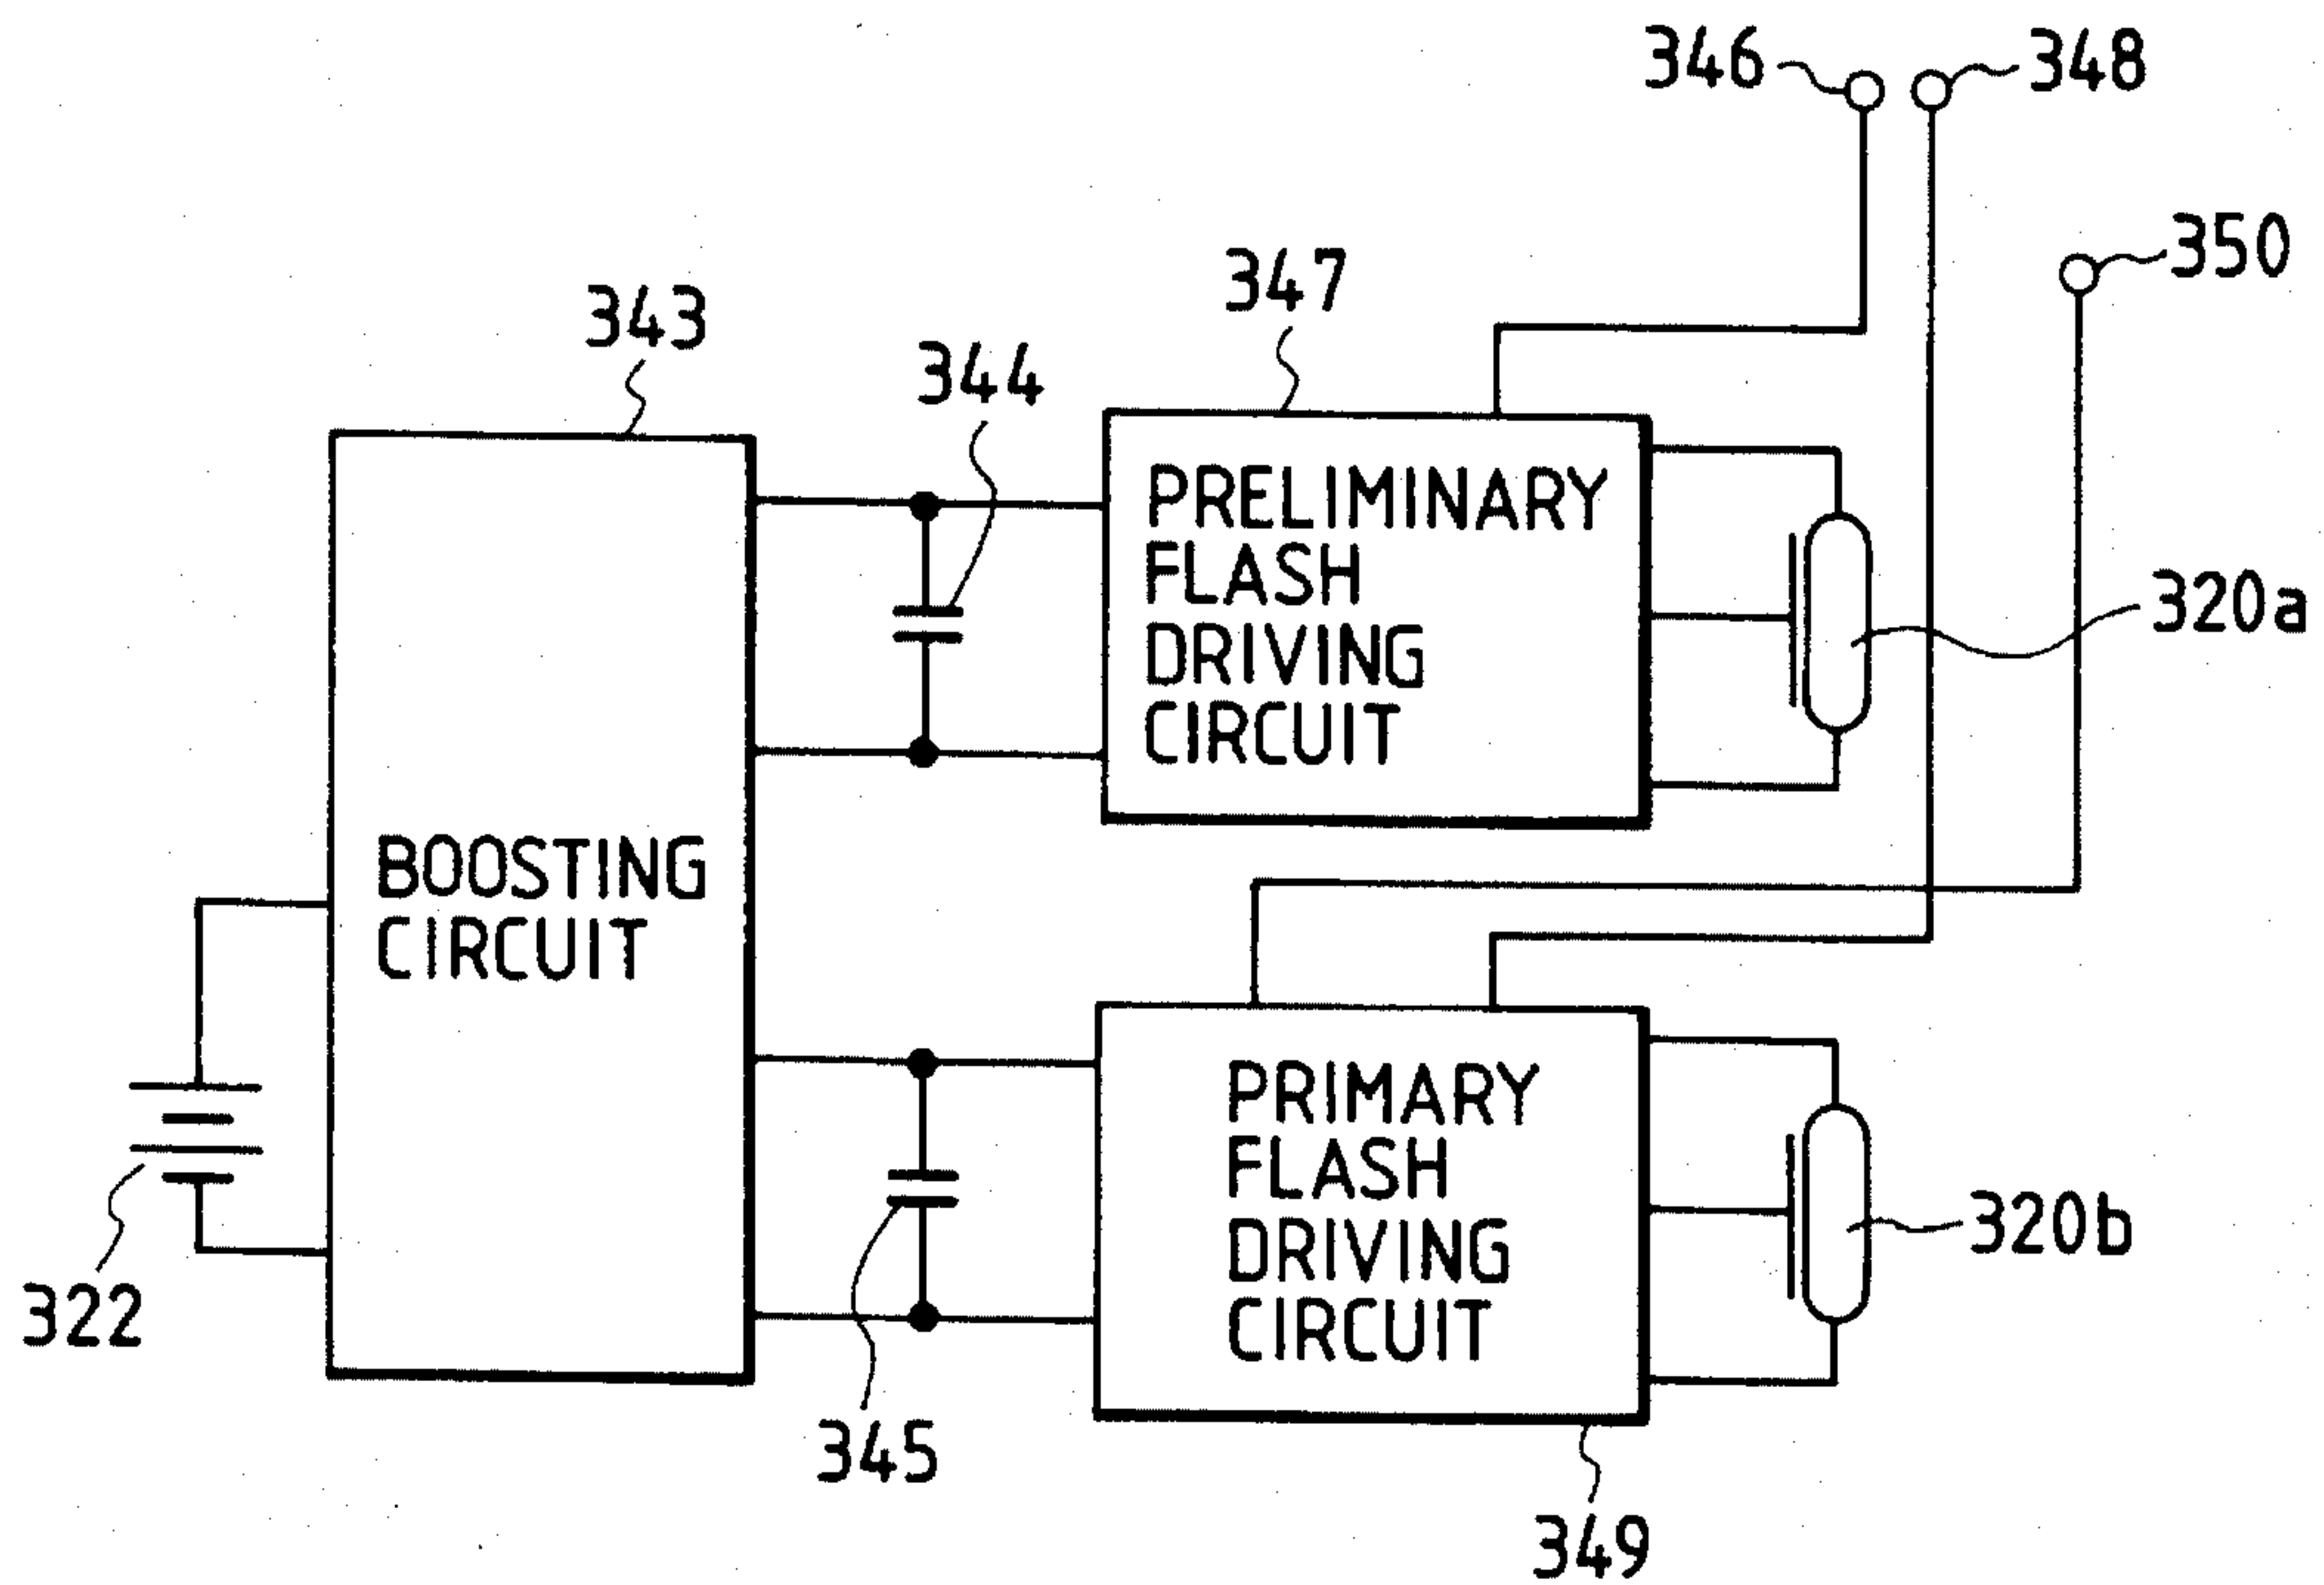 346
348
350
347
343
344
PRELIMINARY
FLASH
DRIVING
CIRCUIT
320a
BOOSTING
CIRCUIT
PRIMARY
FLASH
DRIVING
CIRCUIT
320b
322
345
349